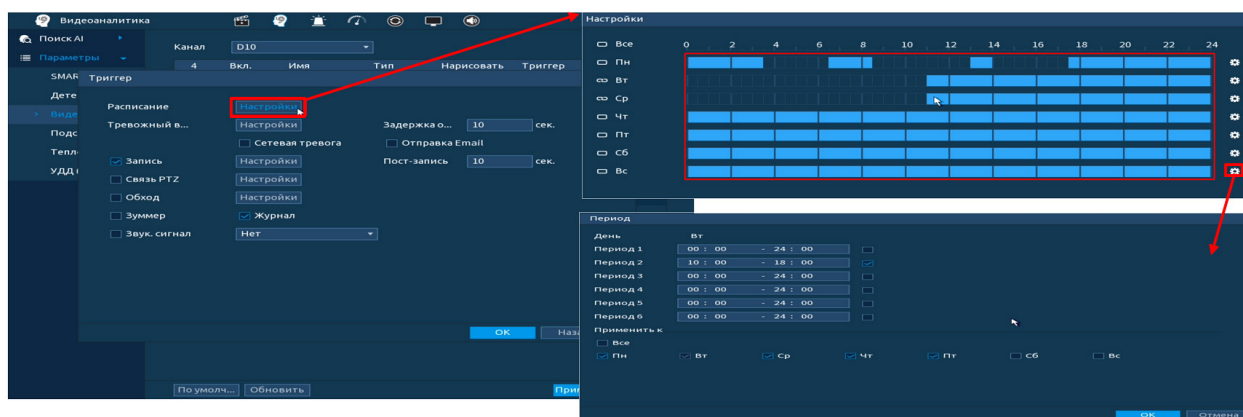 Видеоаналитика
Поиск AI
Параметры
SMAR
Дете
Виде
Подс
Тепл
УДД
Канал D10
4 Вкл. Имя Тип Нарисовать Триггер
Триггер
Расписание Настройки
Тревожный в... Настройки Задержка о... 10 сек.
Сетевая тревога Отправка Email
Запись Настройки Пост-запись 10 сек.
Связь PTZ Настройки
Обход Настройки
Зуммер Журнал
Звук. сигнал Нет
OK Наза
По умолч... Обновить При
Настройки
Все 0 2 4 6 8 10 12 14 16 18 20 22 24
Пн
Вт
Ср
Чт
Пт
Сб
Вс
Период
День Вт
Период 1 00 : 00 - 24 : 00
Период 2 10 : 00 - 18 : 00
Период 3 00 : 00 - 24 : 00
Период 4 00 : 00 - 24 : 00
Период 5 00 : 00 - 24 : 00
Период 6 00 : 00 - 24 : 00
Применить к
Все
Пн Вт Ср Чт Пт Сб Вс
OK Отмена